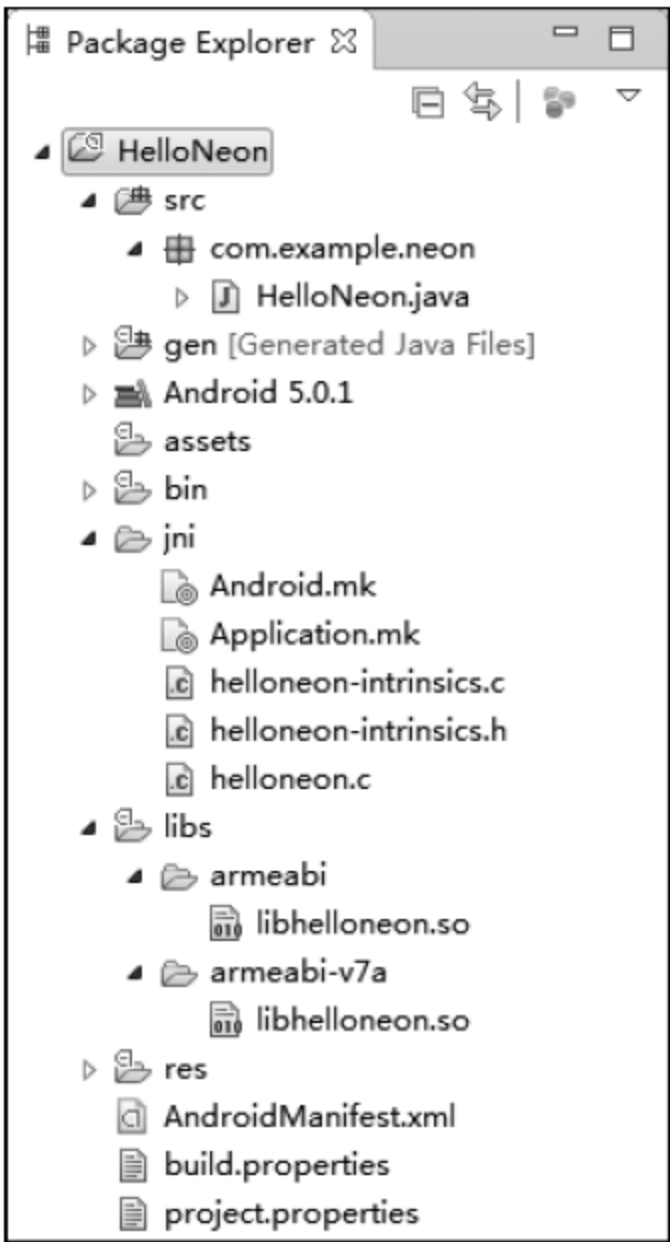 Package Explorer
HelloNeon
src
com.example.neon
HelloNeon.java
gen [Generated Java Files]
Android 5.0.1
assets
bin
jni
Android.mk
Application.mk
helloneon-intrinsics.c
helloneon-intrinsics.h
helloneon.c
libs
armeabi
libhelloneon.so
armeabi-v7a
libhelloneon.so
res
AndroidManifest.xml
build.properties
project.properties